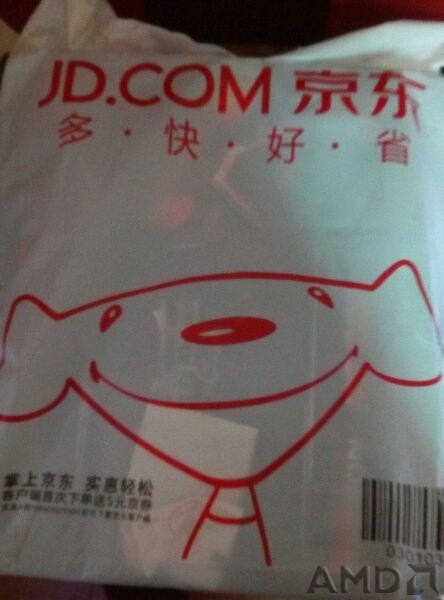 JD.COM 京东
多·快·好·省
掌上京东 实惠轻松
客户端首次下单送5元京券
030103
AMD